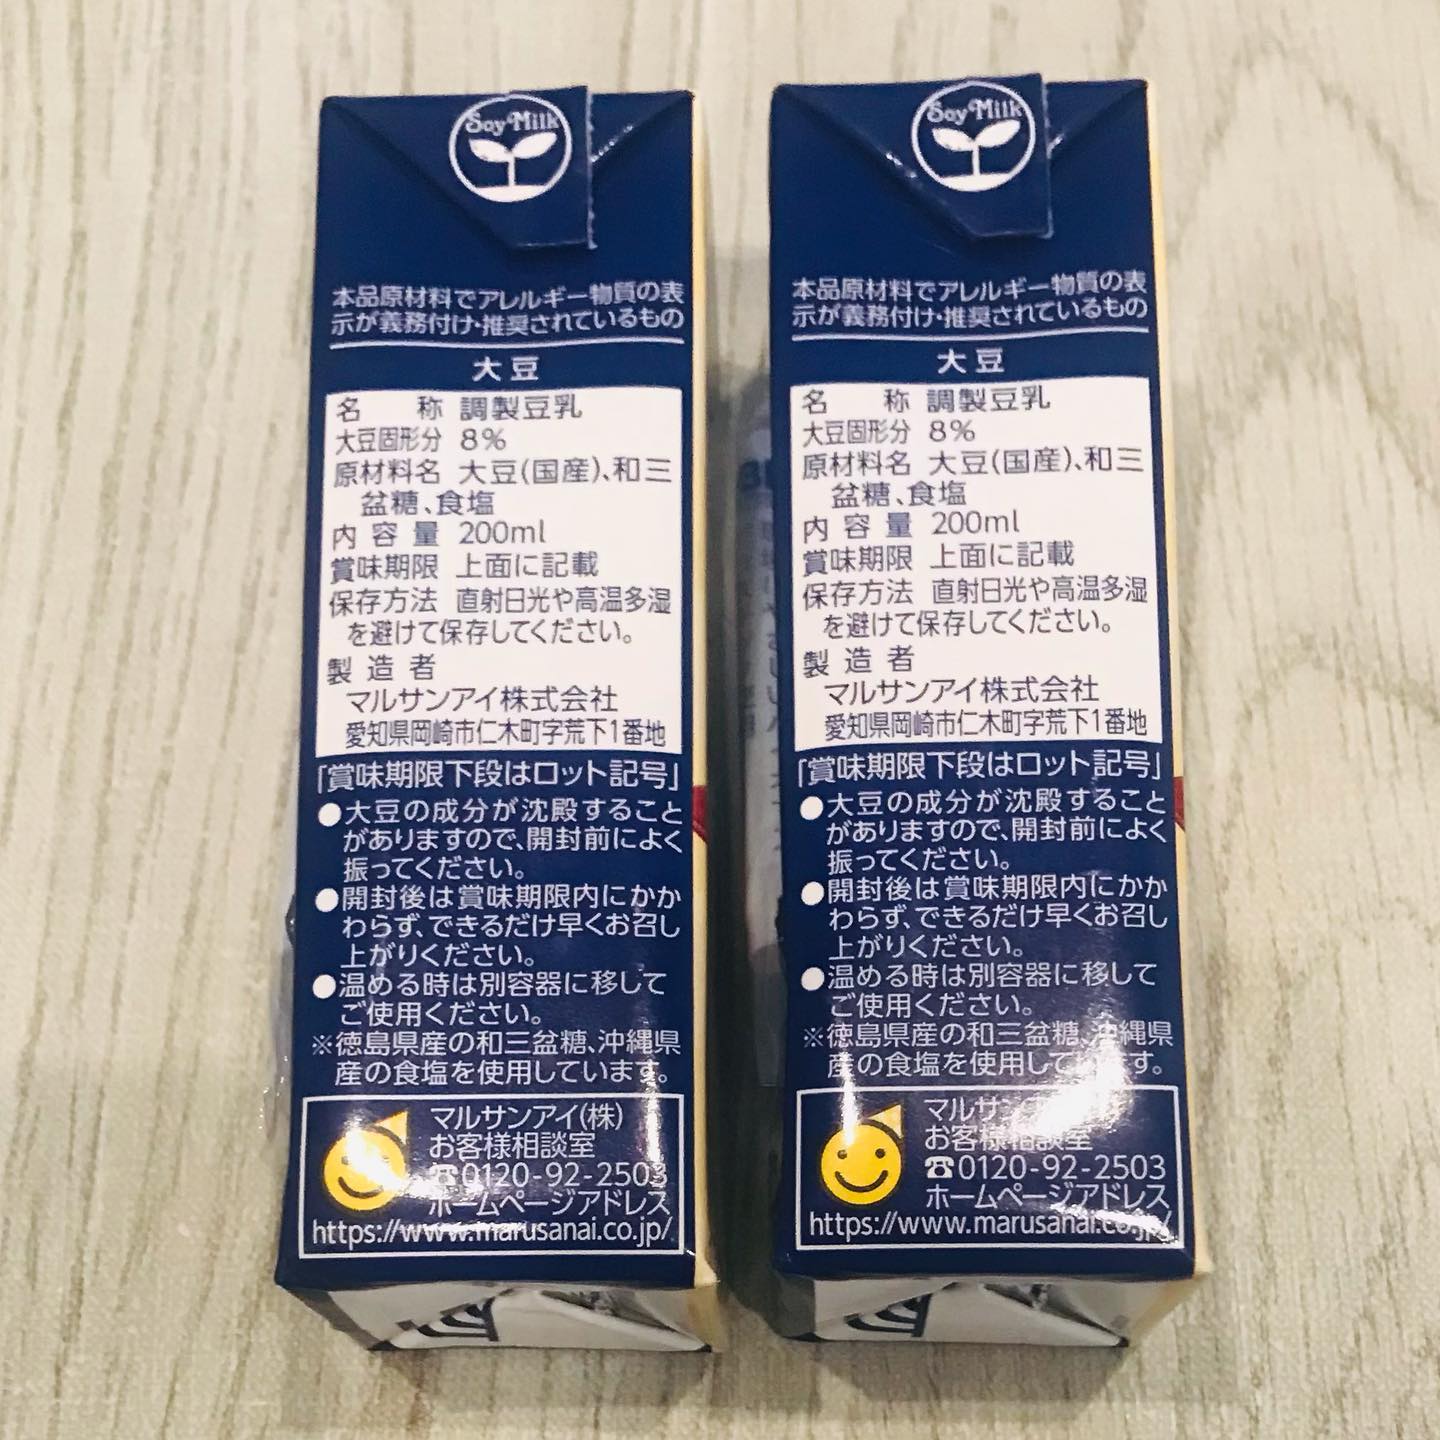 Soy Milk
本品原材料でアレルギー物質の表
示が義務付け・推奨されているもの
大豆
名 称 調製豆乳
大豆固形分 8%
原材料名 大豆(国産)、和三
盆糖、食塩
内容量 200ml
賞味期限 上面に記載
保存方法 直射日光や高温多湿
を避けて保存してください。
製造者
マルサンアイ株式会社
愛知県岡崎市仁木町字荒下1番地
「賞味期限下段はロット記号」
●大豆の成分が沈殿すること
がありますので、開封前によく
振ってください。
●開封後は賞味期限内にかか
わらず、できるだけ早くお召し
上がりください。
●温める時は別容器に移して
ご使用ください。
※徳島県産の和三盆糖、沖縄県
産の食塩を使用しています。
マルサンアイ(株)
お客様相談室
☎0120-92-2503
ホームページアドレス
https://www.marusanai.co.jp/
Soy Milk
本品原材料でアレルギー物質の表
示が義務付け・推奨されているもの
大豆
名 称 調製豆乳
大豆固形分 8%
原材料名 大豆(国産)、和三
盆糖、食塩
内容量 200ml
賞味期限 上面に記載
保存方法 直射日光や高温多湿
を避けて保存してください。
製造者
マルサンアイ株式会社
愛知県岡崎市仁木町字荒下1番地
「賞味期限下段はロット記号」
●大豆の成分が沈殿すること
がありますので、開封前によく
振ってください。
●開封後は賞味期限内にかか
わらず、できるだけ早くお召し
上がりください。
●温める時は別容器に移して
ご使用ください。
※徳島県産の和三盆糖、沖縄県
産の食塩を使用しています。
マルサンアイ(株)
お客様相談室
☎0120-92-2503
ホームページアドレス
https://www.marusanai.co.jp/